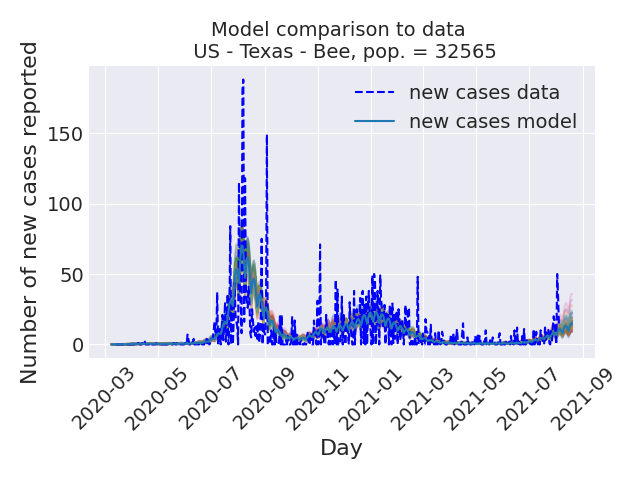 Model comparison to data
US - Texas - Bee, pop. = 32565
new cases data
new cases model
Number of new cases reported
150
100
50
0
2020-03
2020-05
2020-07
2020-09
2020-11
2021-01
2021-03
2021-05
2021-07
2021-09
Day